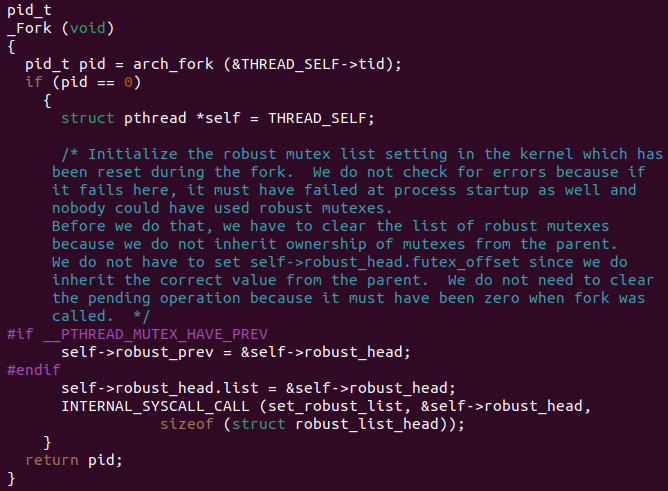 pid_t
_Fork (void)
{
  pid_t pid = arch_fork (&THREAD_SELF->tid);
  if (pid == 0)
    {
      struct pthread *self = THREAD_SELF;

      /* Initialize the robust mutex list setting in the kernel which has
     been reset during the fork.  We do not check for errors because if
     it fails here, it must have failed at process startup as well and
     nobody could have used robust mutexes.
     Before we do that, we have to clear the list of robust mutexes
     because we do not inherit ownership of mutexes from the parent.
     We do not have to set self->robust_head.futex_offset since we do
     inherit the correct value from the parent.  We do not need to clear
     the pending operation because it must have been zero when fork was
     called.  */
#if __PTHREAD_MUTEX_HAVE_PREV
      self->robust_prev = &self->robust_head;
#endif
      self->robust_head.list = &self->robust_head;
      INTERNAL_SYSCALL_CALL (set_robust_list, &self->robust_head,
                 sizeof (struct robust_list_head));
    }
  return pid;
}